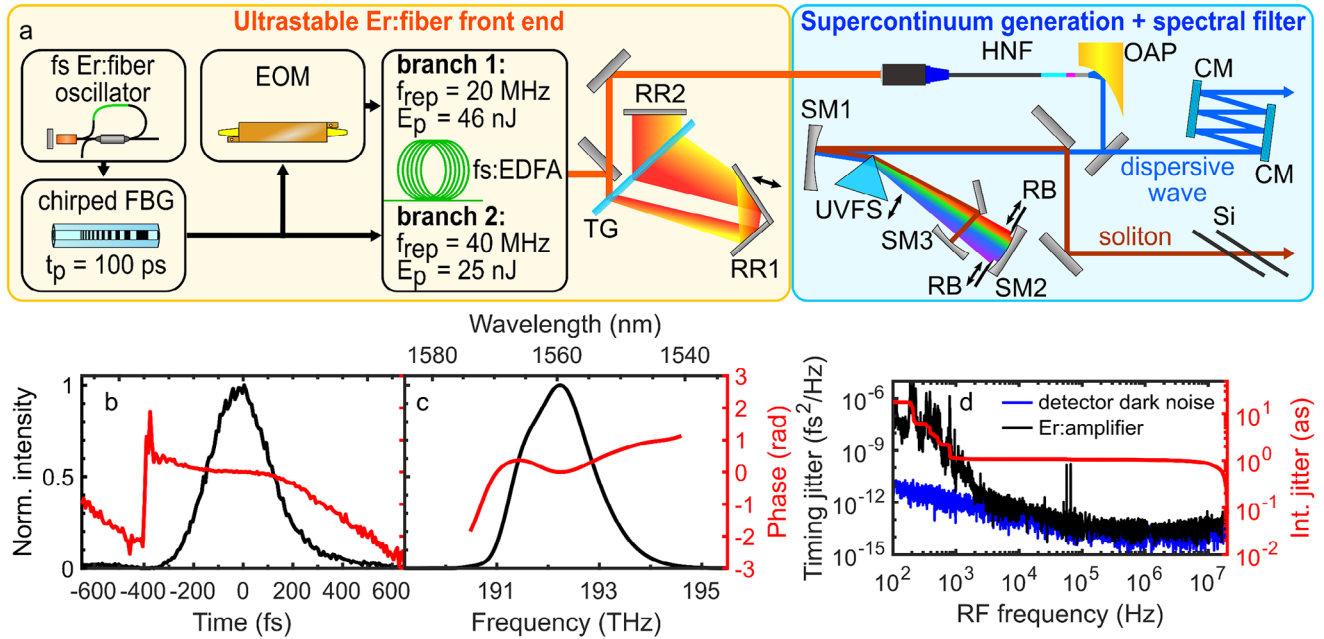 Ultrastable Er:fiber front end
Supercontinuum generation + spectral filter
a
fs Er:fiber
oscillator
EOM
branch 1:
f_rep = 20 MHz
E_p = 46 nJ
fs:EDFA
branch 2:
f_rep = 40 MHz
E_p = 25 nJ
chirped FBG
t_p = 100 ps
RR2
TG
RR1
HNF
OAP
CM
CM
SM1
UVFS
SM3
RB
RB
SM2
dispersive
wave
soliton
Si
Wavelength (nm)
1580
1560
1540
b
c
d
Norm. intensity
1
0.5
0
-600
-400
-200
0
200
400
600
Time (fs)
191
193
195
Frequency (THz)
3
2
1
0
-1
-2
-3
Phase (rad)
Timing jitter (fs²/Hz)
10⁻⁶
10⁻⁹
10⁻¹²
10⁻¹⁵
detector dark noise
Er:amplifier
10²
10³
10⁴
10⁵
10⁶
10⁷
RF frequency (Hz)
10¹
10⁰
10⁻¹
10⁻²
Int. jitter (as)